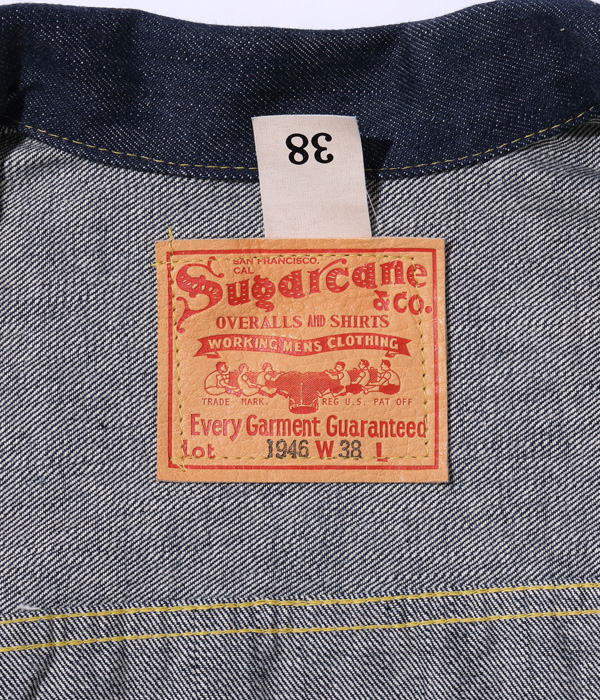 38
SAN FRANCISCO,
CAL
Sugarcane
& CO.
OVERALLS AND SHIRTS
WORKING MENS CLOTHING
TRADE MARK. REG U.S. PAT OFF
Every Garment Guaranteed
Lot 1946 W 38 L